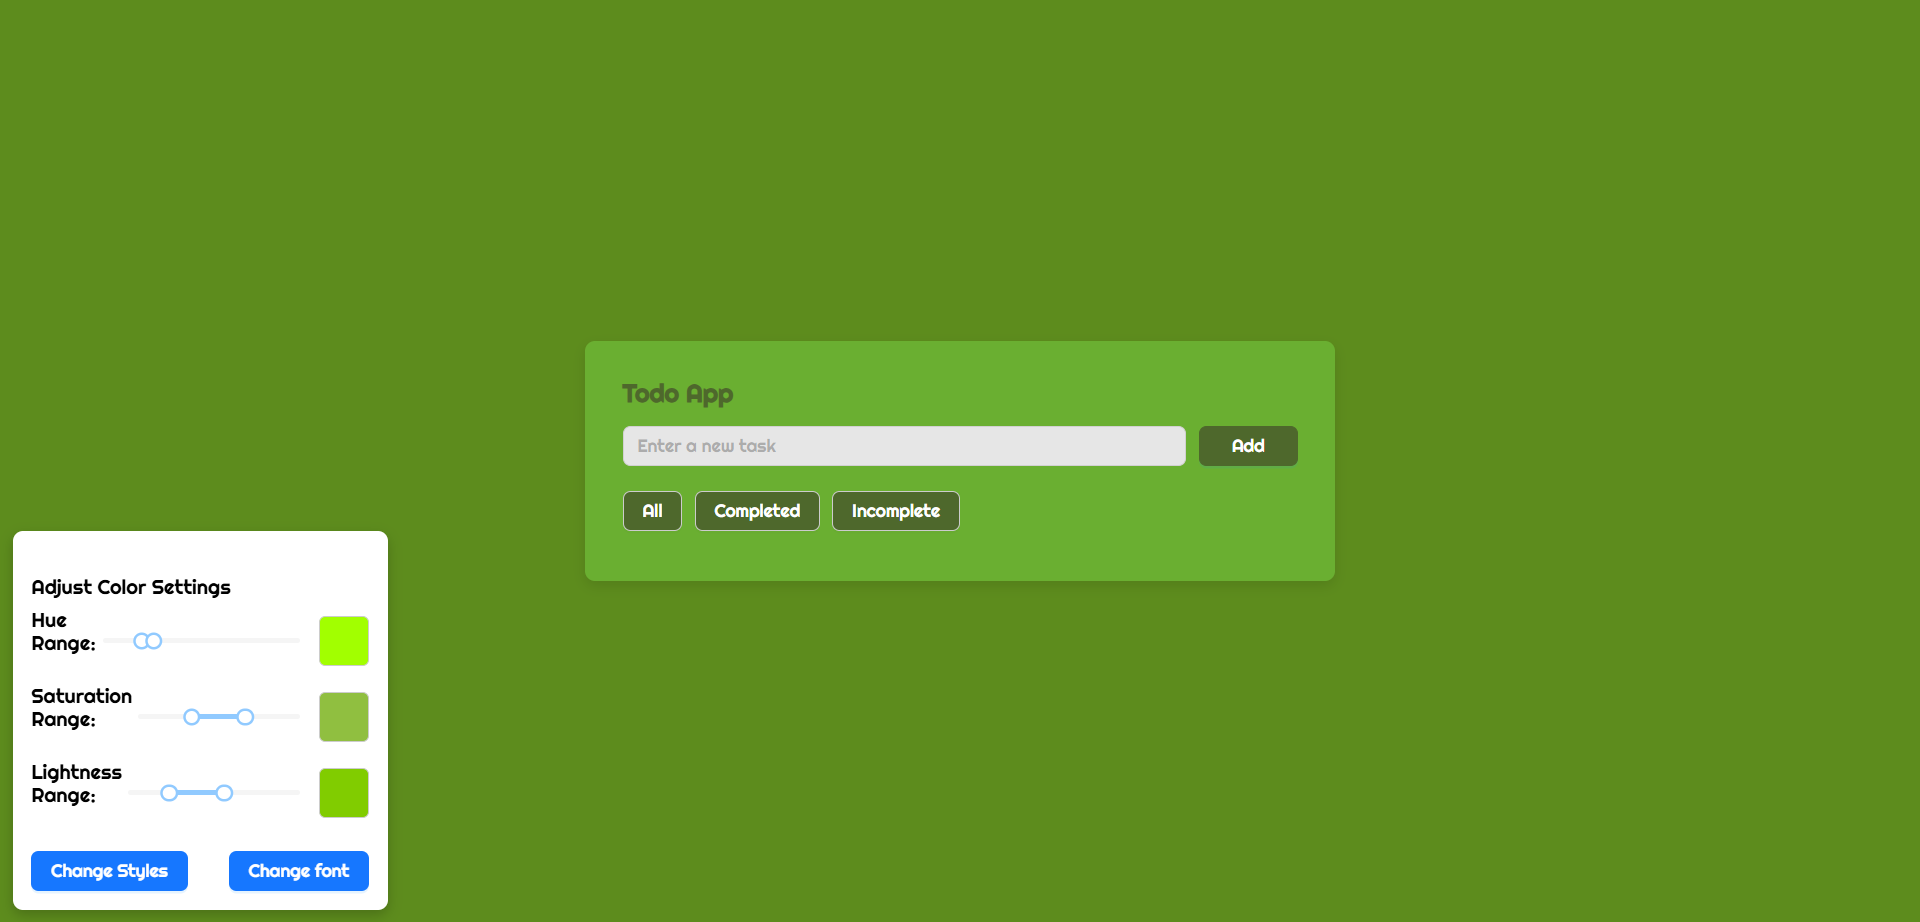 Todo App
Enter a new task
Add
All
Completed
Incomplete
Adjust Color Settings
Hue
Range:
Saturation
Range:
Lightness
Range:
Change Styles
Change font